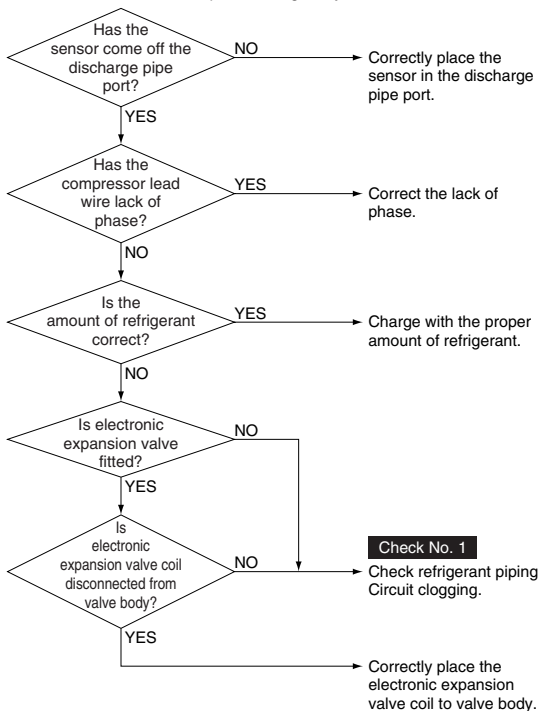 Has the
sensor come off the
discharge pipe
port?
NO
Correctly place the
sensor in the discharge
pipe port.
YES
Has the
compressor lead
wire lack of
phase?
YES
Correct the lack of
phase.
NO
Is the
amount of refrigerant
correct?
YES
Charge with the proper
amount of refrigerant.
NO
Is electronic
expansion valve
fitted?
NO
YES
Is
electronic
expansion valve coil
disconnected from
valve body?
NO
Check No. 1
Check refrigerant piping
Circuit clogging.
YES
Correctly place the
electronic expansion
valve coil to valve body.